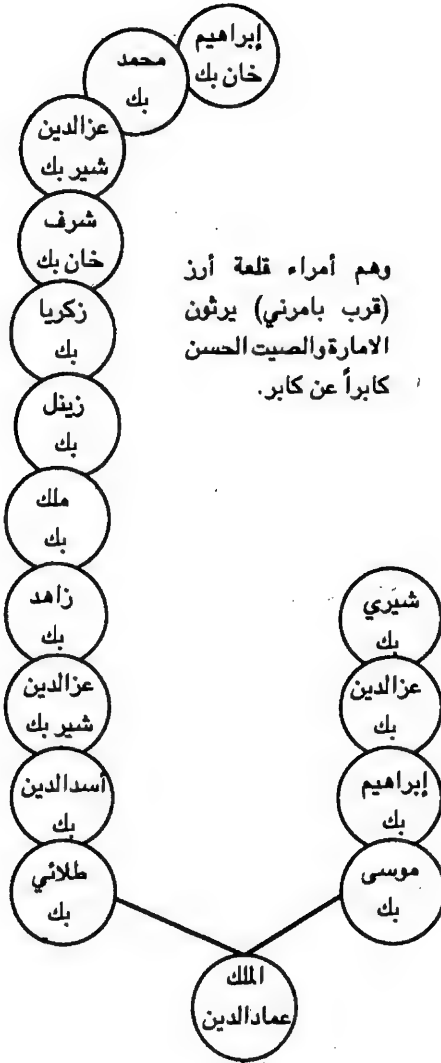 إبراهيم
خان بك
محمد
بك
عزالدين
شير بك
شرف
خان بك
زكريا
بك
زينل
بك
ملك
بك
زاهد
بك
عزالدين
شير بك
أسدالدين
بك
طلائي
بك
وهم أمراء قلعة أرز
(قرب بامرني) يرثون
الامارة والصيت الحسن
كابراً عن كابر.
شيري
بك
عزالدين
بك
إبراهيم
بك
موسى
بك
الملك
عمادالدين